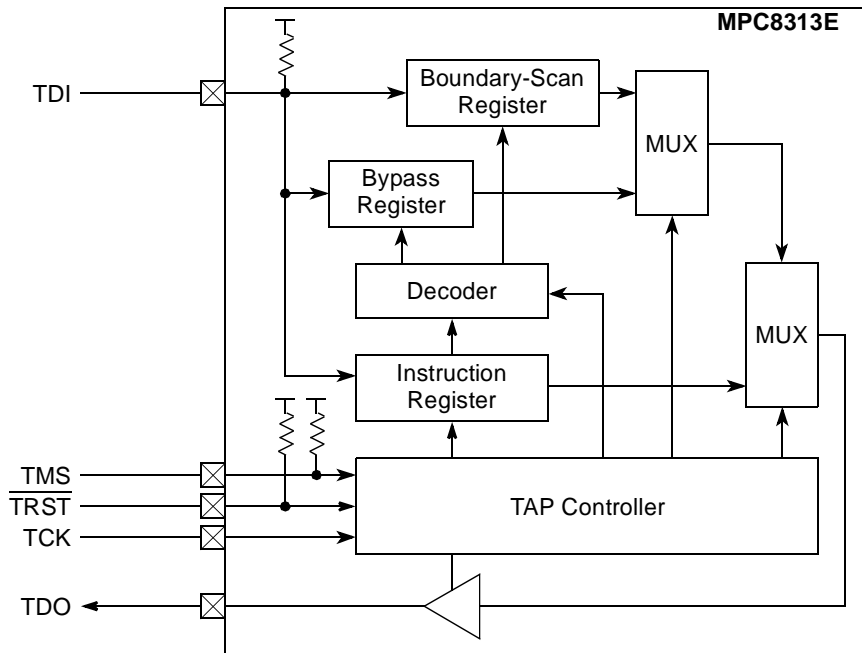 MPC8313E
TDI
Boundary-Scan
Register
MUX
Bypass
Register
Decoder
MUX
Instruction
Register
TMS
TRST
TAP Controller
TCK
TDO